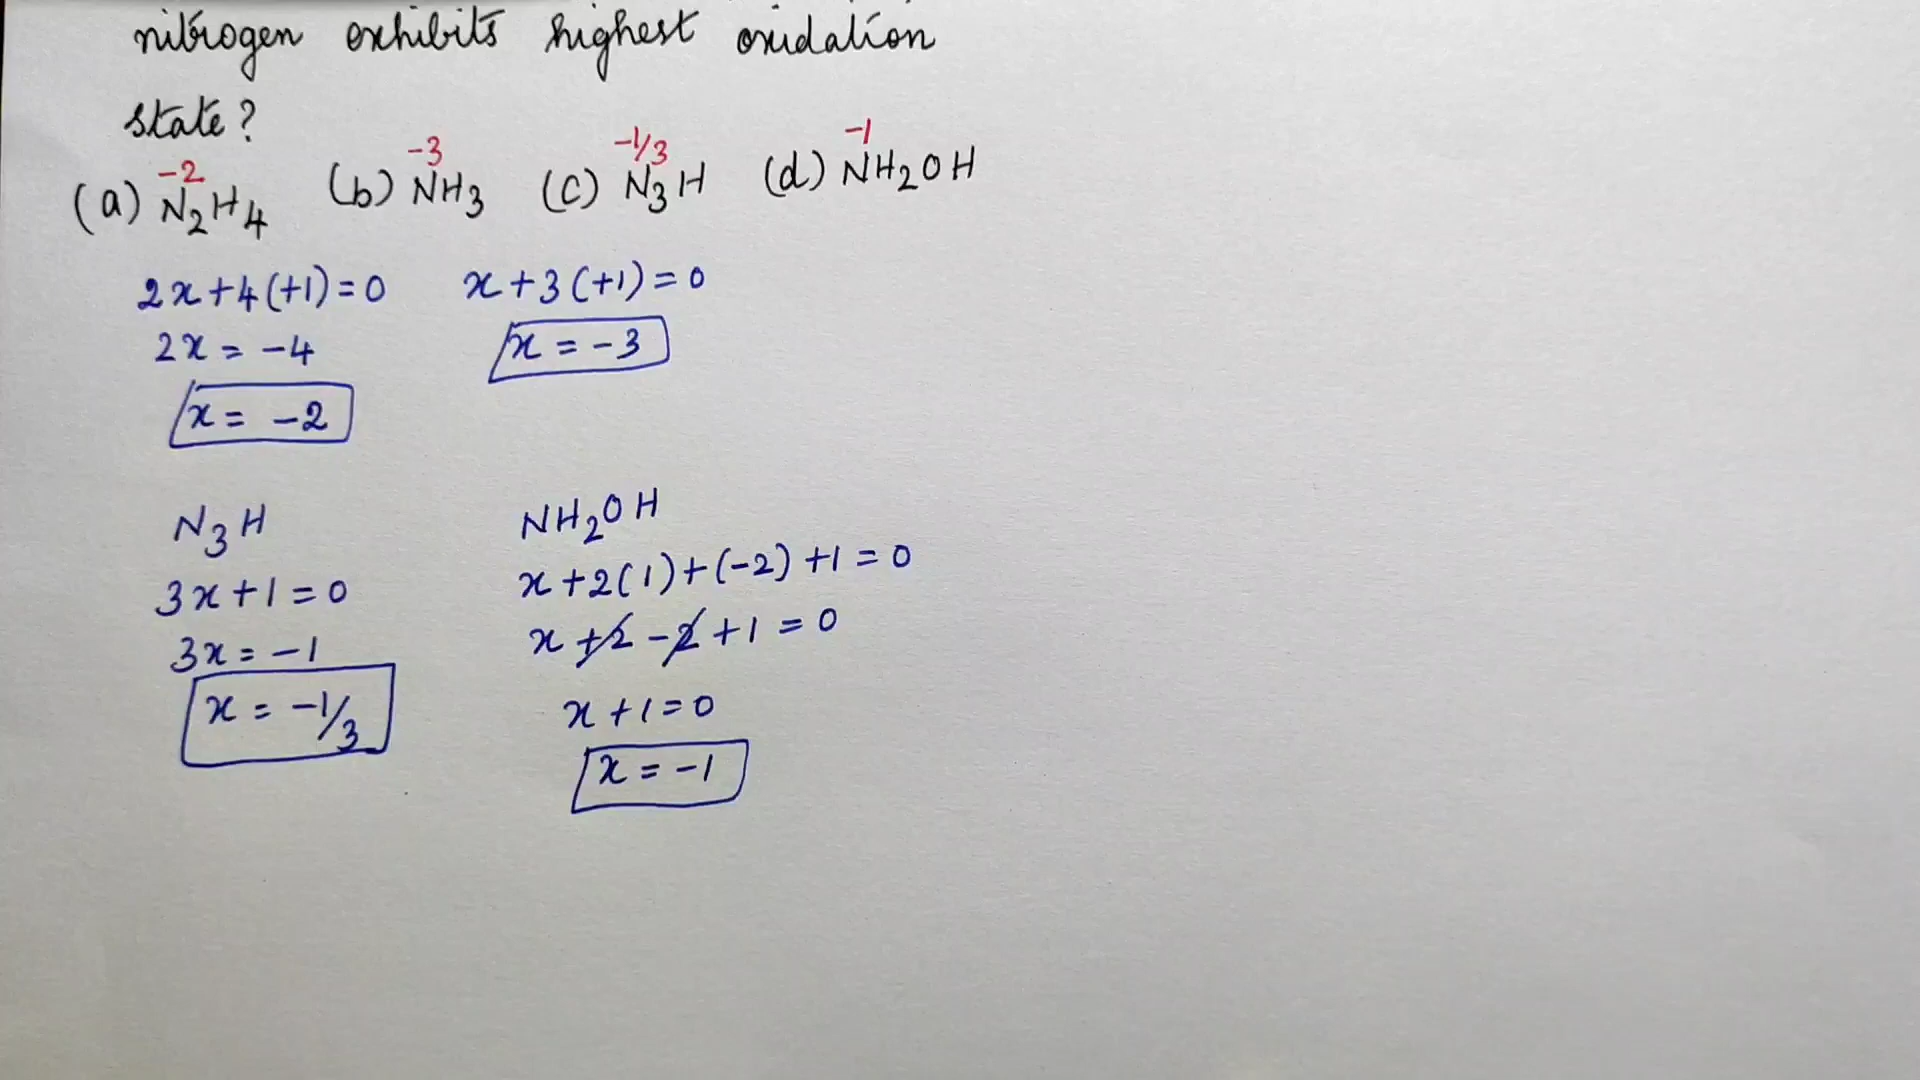 nitrogen exhibits highest oxidation
state?
-2 -3 -1/3 -1
(a) N2H4 (b) NH3 (c) N3H (d) NH2OH
2x+4(+1)=0 x+3(+1)=0
2x = -4 x = -3
x = -2
N3H NH2OH
3x+1=0 x+2(1)+(-2)+1=0
3x=-1 x+2-2+1=0
x = -1/3 x+1=0
x = -1